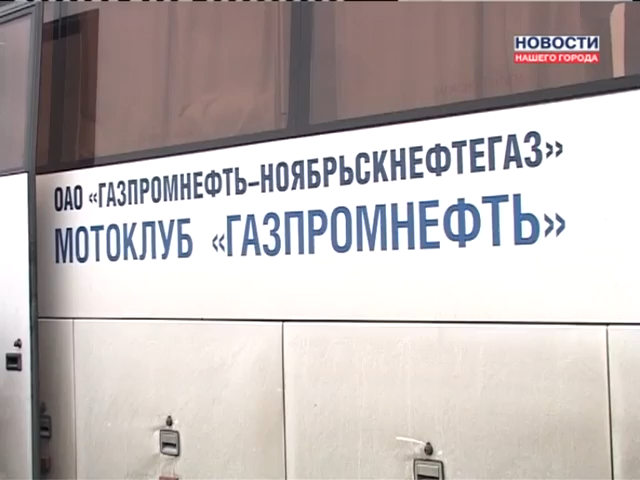 НОВОСТИ
НАШЕГО ГОРОДА
ОАО «ГАЗПРОМНЕФТЬ–НОЯБРЬСКНЕФТЕГАЗ»
МОТОКЛУБ «ГАЗПРОМНЕФТЬ»